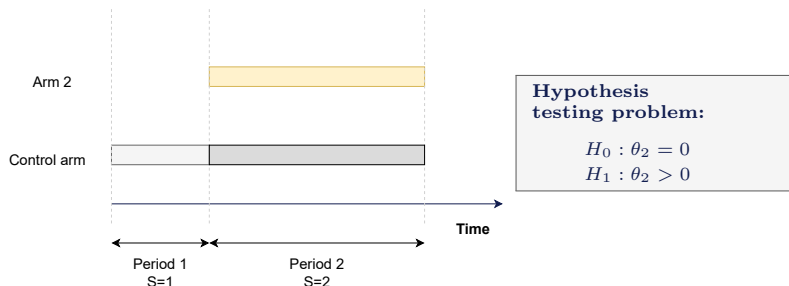 Arm 2
Control arm
Hypothesis
testing problem:
H₀ : θ₂ = 0
H₁ : θ₂ > 0
Time
Period 1
S=1
Period 2
S=2